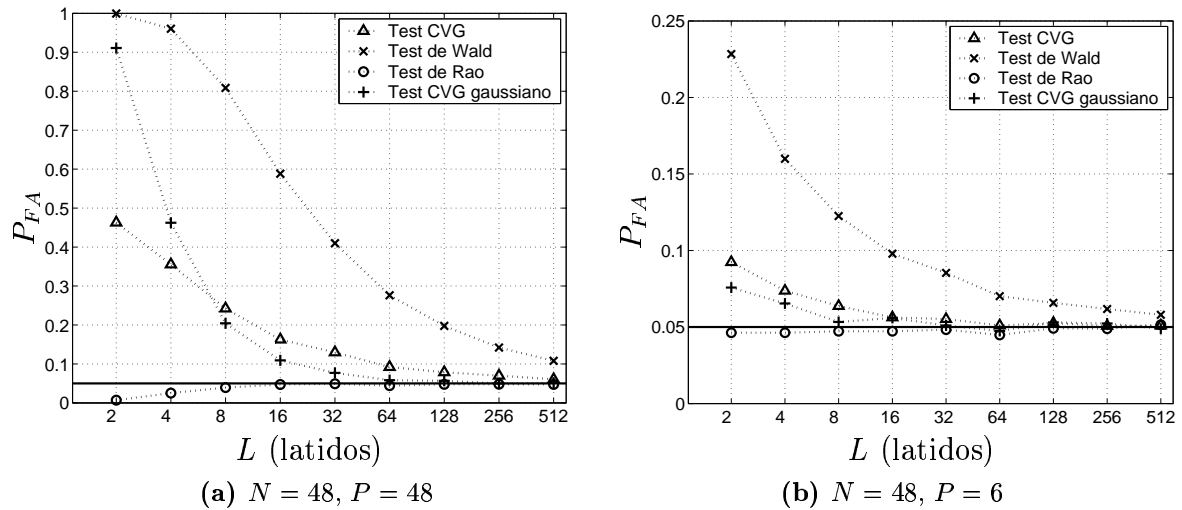 1
0.9
0.8
0.7
0.6
0.5
0.4
0.3
0.2
0.1
0
P_{FA}
Test CVG
Test de Wald
Test de Rao
Test CVG gaussiano
2 4 8 16 32 64 128 256 512
L (latidos)
(a) N = 48, P = 48
0.25
0.2
0.15
0.1
0.05
0
P_{FA}
Test CVG
Test de Wald
Test de Rao
Test CVG gaussiano
2 4 8 16 32 64 128 256 512
L (latidos)
(b) N = 48, P = 6